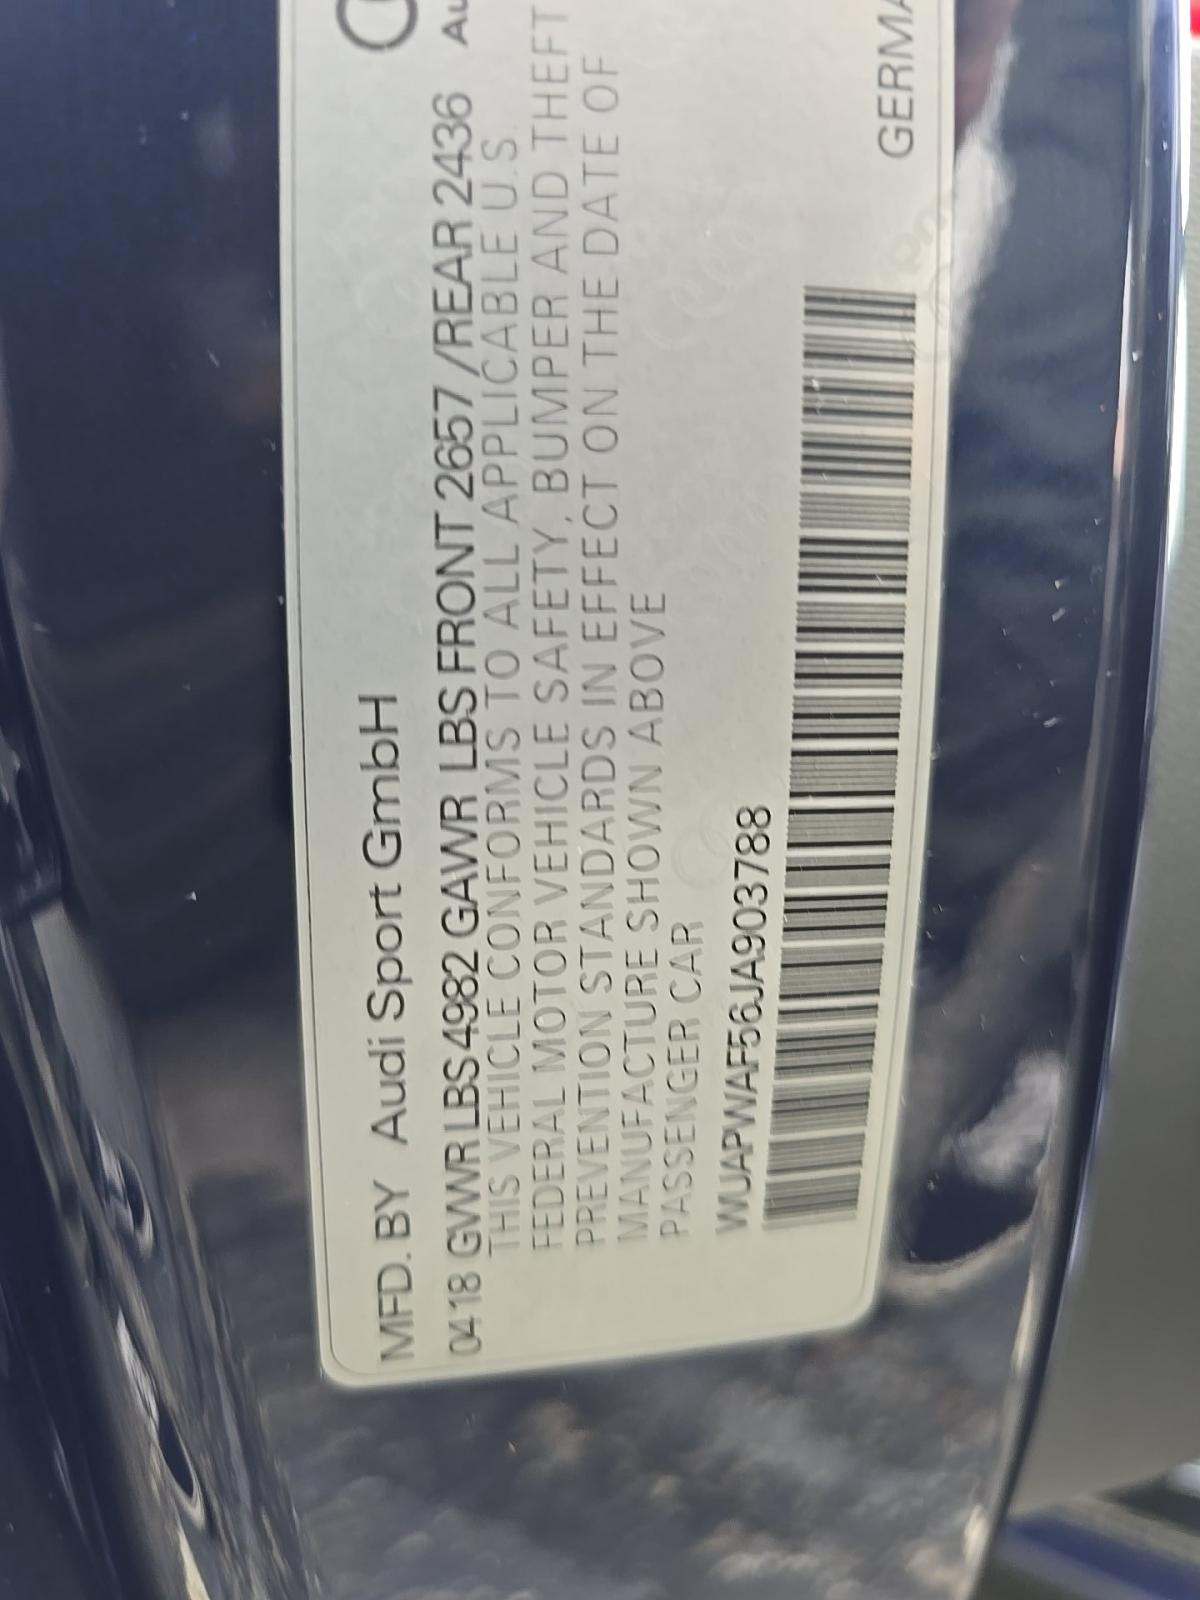 MFD. BY Audi Sport GmbH
04 18 GVWR LBS 4982 GAWR LBS FRONT 2657 / REAR 2436
THIS VEHICLE CONFORMS TO ALL APPLICABLE U.S.
FEDERAL MOTOR VEHICLE SAFETY, BUMPER AND THEFT
PREVENTION STANDARDS IN EFFECT ON THE DATE OF
MANUFACTURE SHOWN ABOVE
PASSENGER CAR
WUAPWAF56JA903788